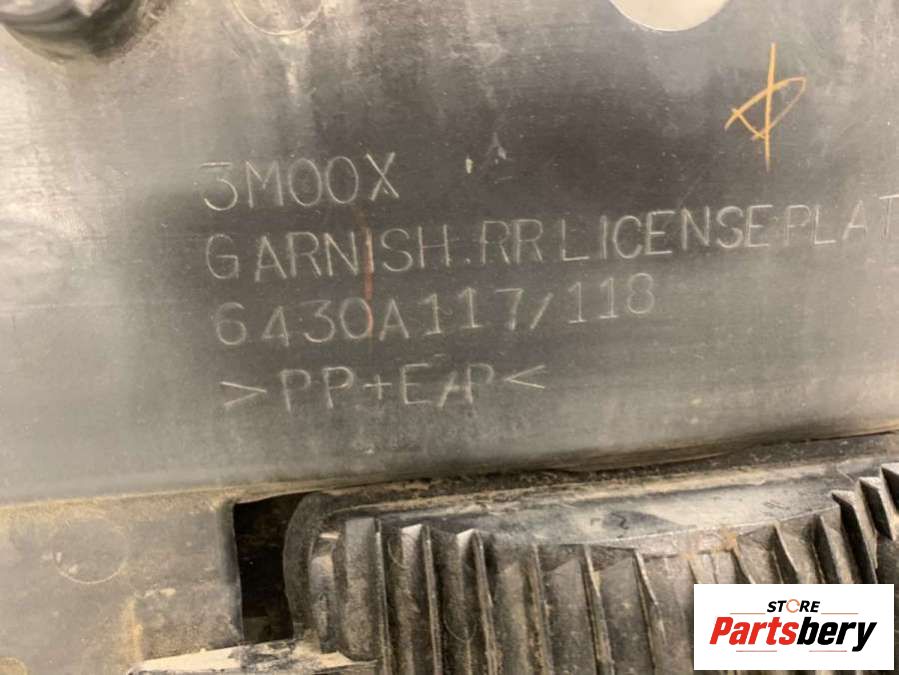 3M00X
GARNISH.RR LICENSE PLAT
6430A117/118
>PP+E/P<
STORE
Partsbery